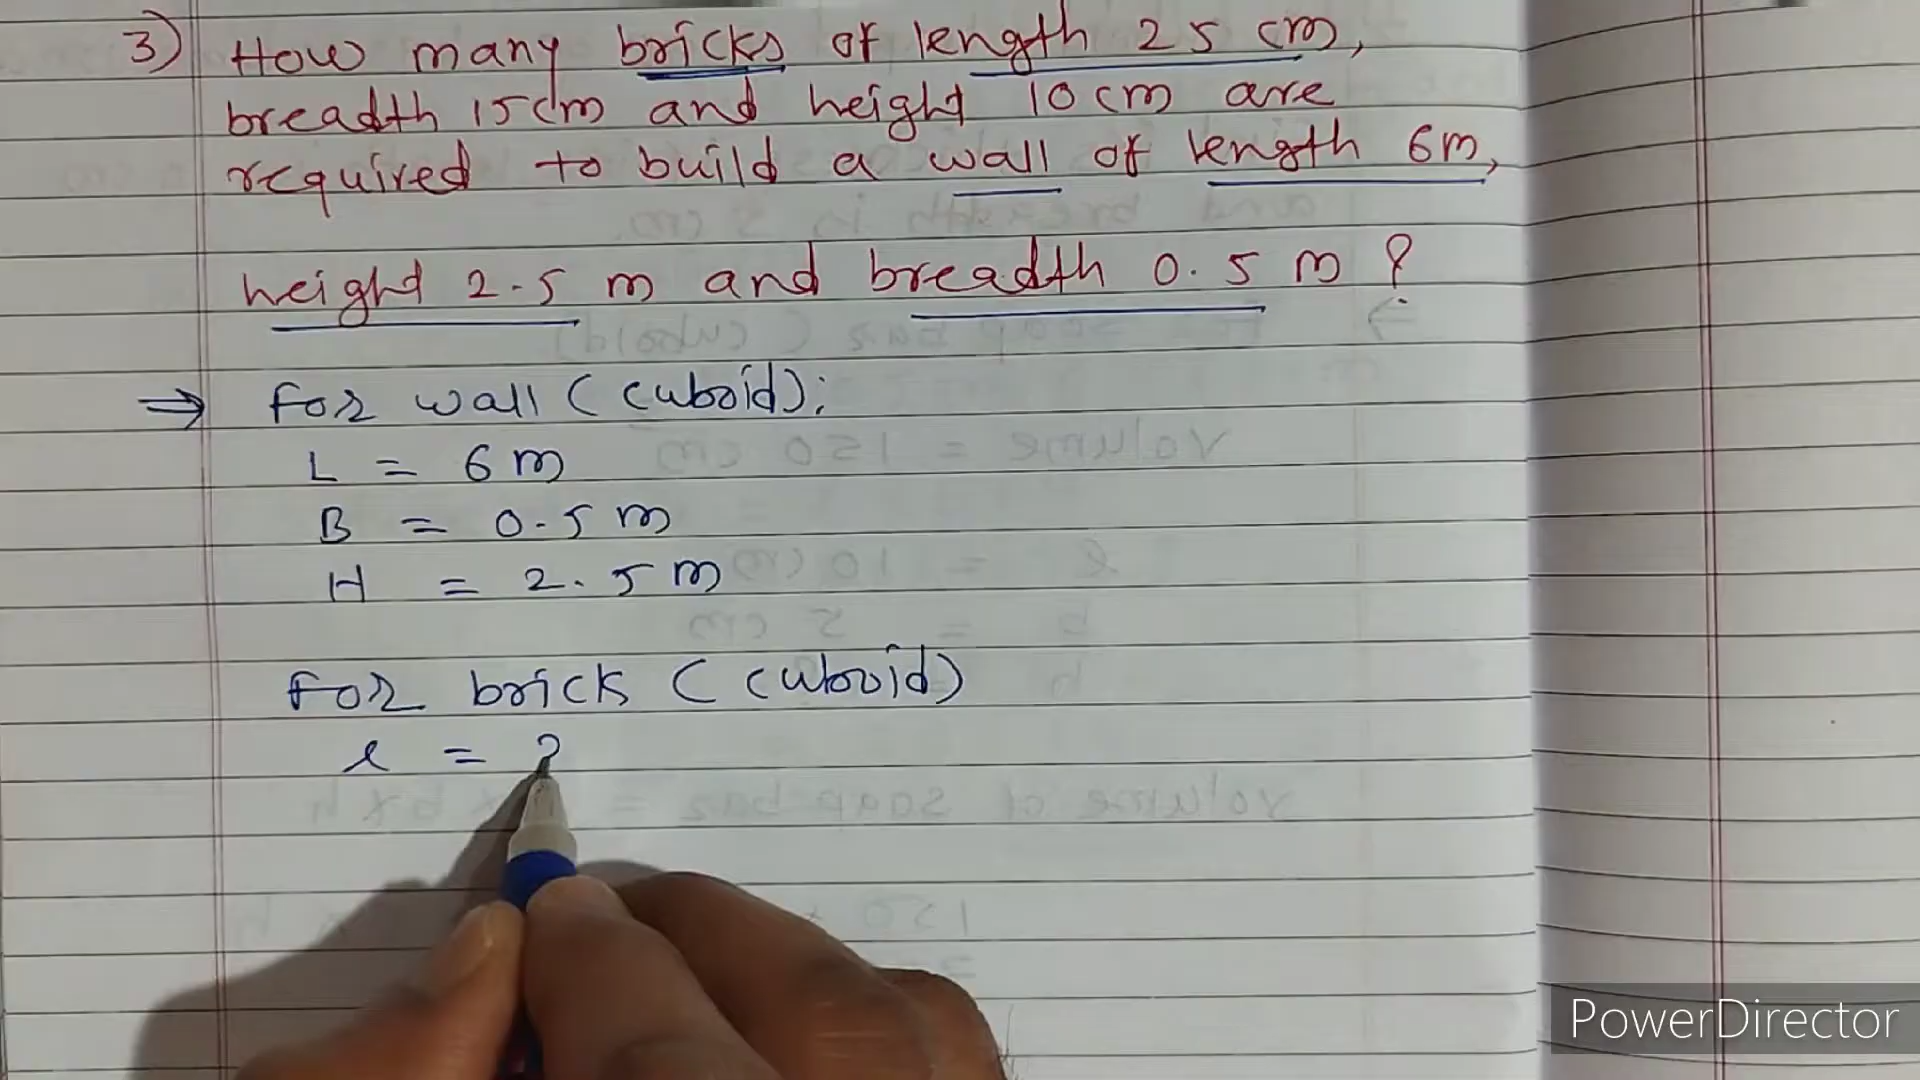 3) How many bricks of length 25 cm,
breadth 15cm and height 10 cm are
required to build a wall of length 6m,
height 2.5 m and breadth 0.5 m ?
⇒ For wall ( cuboid);
L = 6 m
B = 0.5 m
H = 2.5 m
For brick ( cuboid)
l = 2
PowerDirector